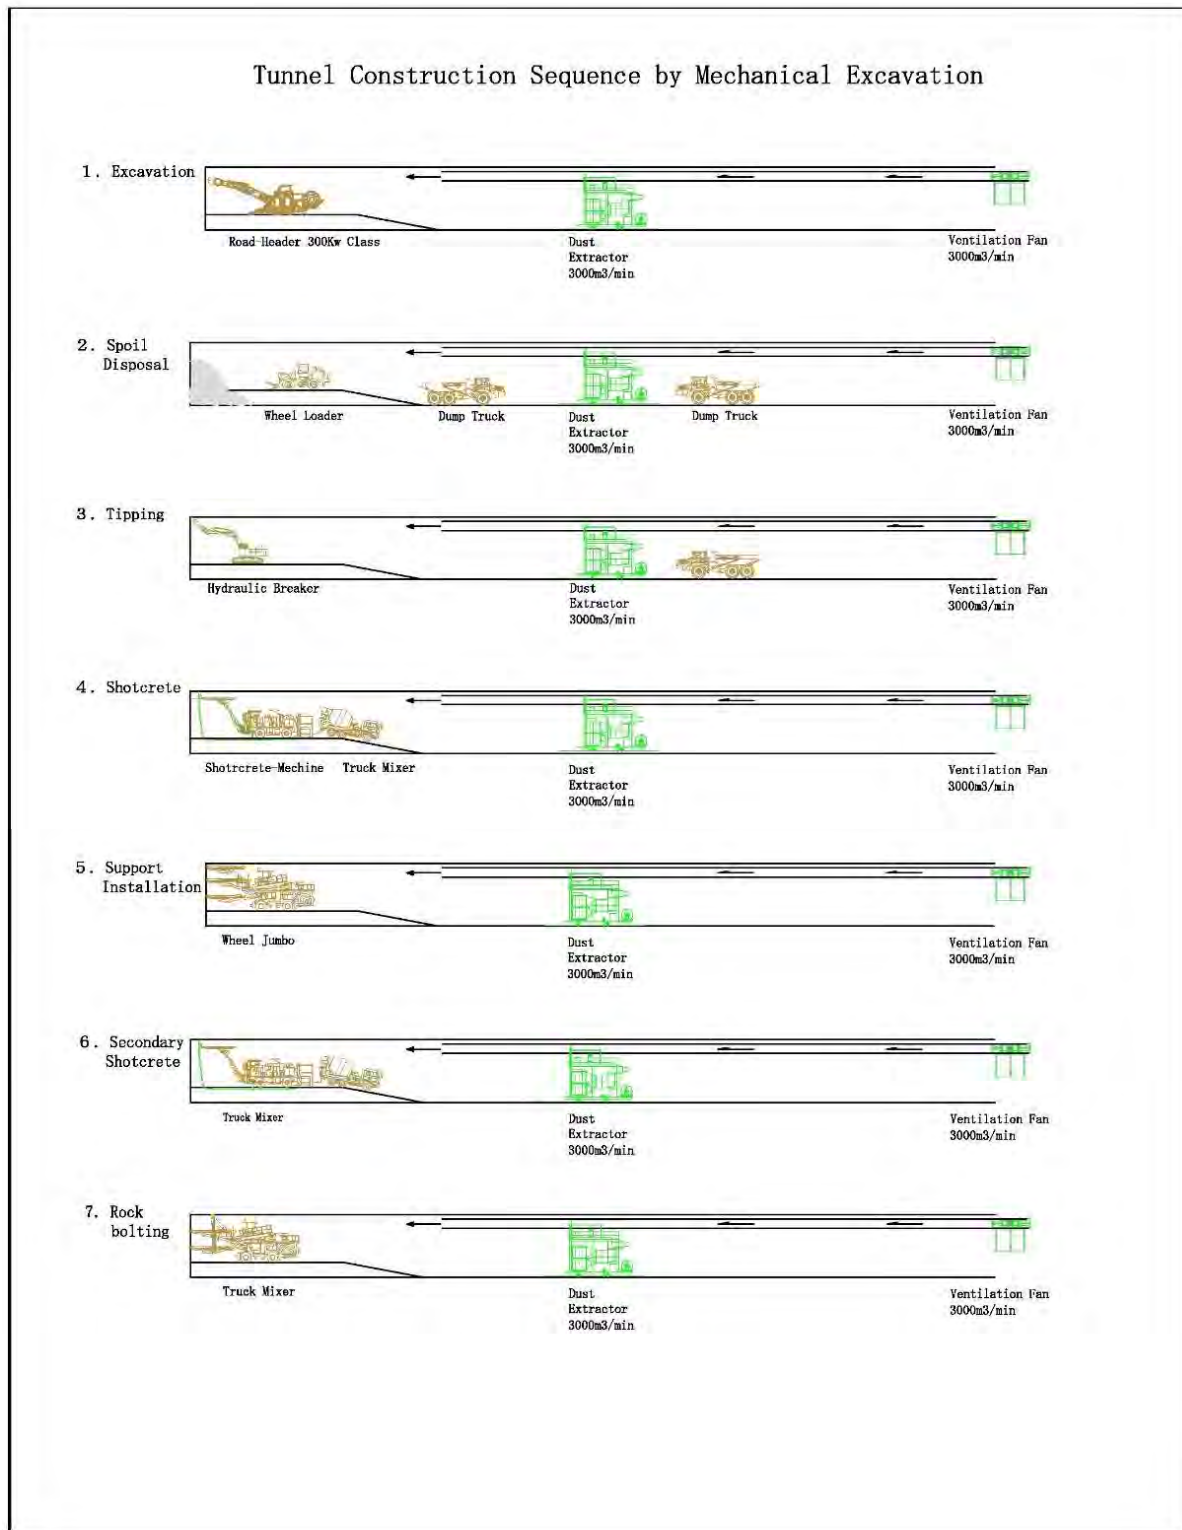 Tunnel Construction Sequence by Mechanical Excavation
1. Excavation
Road-Header 300Kw Class
Dust
Extractor
3000m3/min
Ventilation Fan
3000m3/min
2. Spoil
Disposal
Wheel Loader
Dump Truck
Dust
Extractor
3000m3/min
Dump Truck
Ventilation Fan
3000m3/min
3. Tipping
Hydraulic Breaker
Dust
Extractor
3000m3/min
Ventilation Fan
3000m3/min
4. Shotcrete
Shotrcrete-Mechine
Truck Mixer
Dust
Extractor
3000m3/min
Ventilation Fan
3000m3/min
5. Support
Installation
Wheel Jumbo
Dust
Extractor
3000m3/min
Ventilation Fan
3000m3/min
6. Secondary
Shotcrete
Truck Mixer
Dust
Extractor
3000m3/min
Ventilation Fan
3000m3/min
7. Rock
bolting
Truck Mixer
Dust
Extractor
3000m3/min
Ventilation Fan
3000m3/min